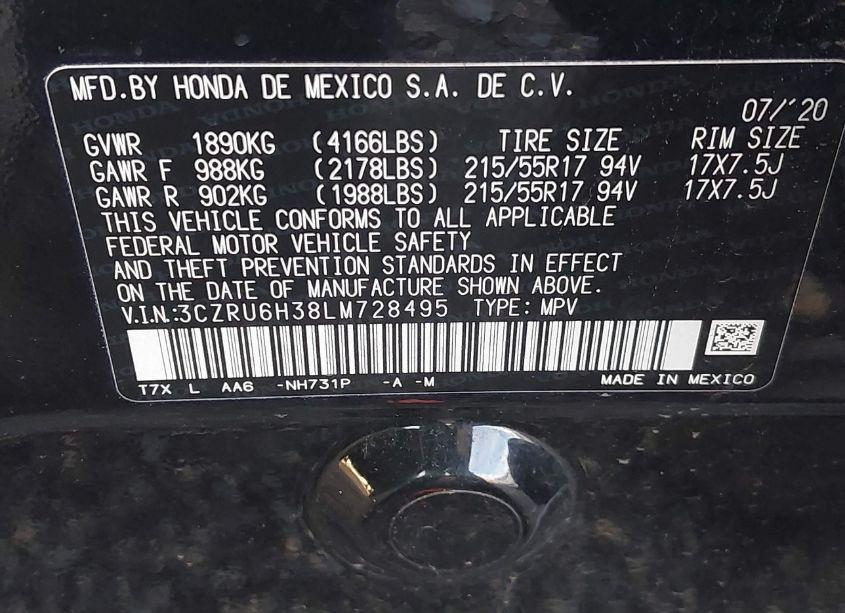 MFD.BY HONDA DE MEXICO S.A. DE C.V.
07/'20
GVWR 1890KG (4166LBS) TIRE SIZE RIM SIZE
GAWR F 988KG (2178LBS) 215/55R17 94V 17X7.5J
GAWR R 902KG (1988LBS) 215/55R17 94V 17X7.5J
THIS VEHICLE CONFORMS TO ALL APPLICABLE
FEDERAL MOTOR VEHICLE SAFETY
AND THEFT PREVENTION STANDARDS IN EFFECT
ON THE DATE OF MANUFACTURE SHOWN ABOVE.
V.I.N.:3CZRU6H38LM728495 TYPE: MPV
T7X L AA6 -NH731P -A -M MADE IN MEXICO